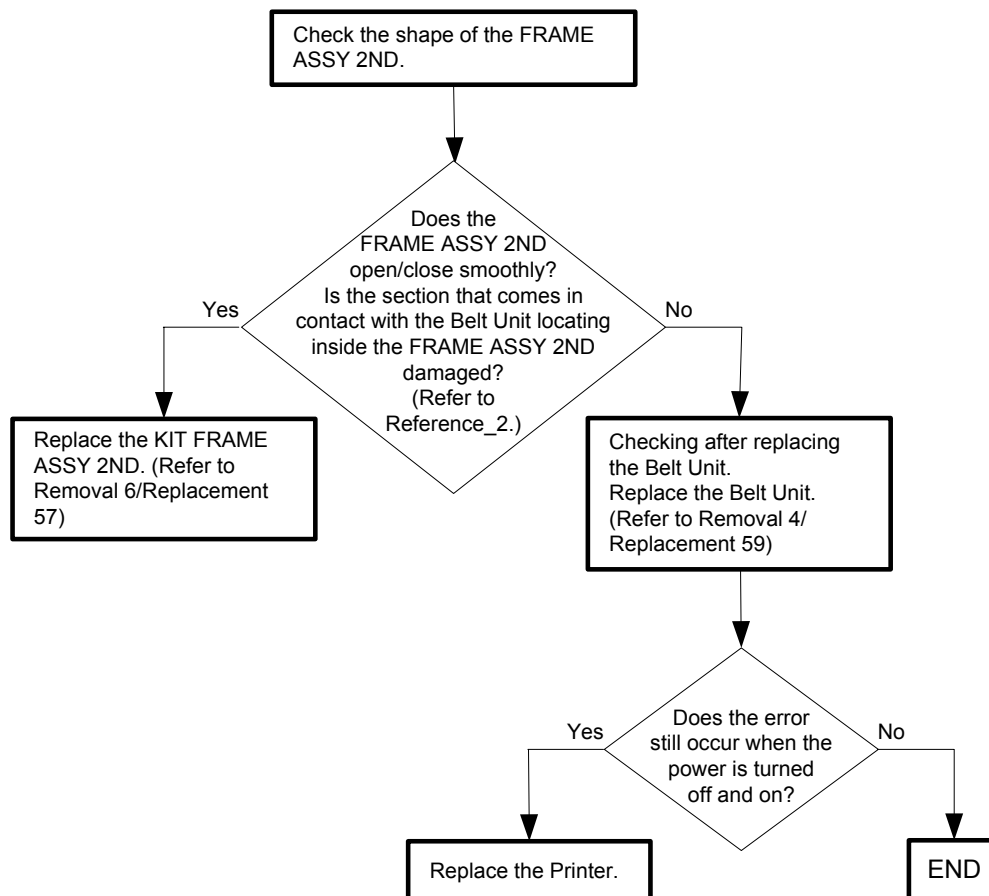 Check the shape of the FRAME
ASSY 2ND.
Does the
FRAME ASSY 2ND
open/close smoothly?
Is the section that comes in
contact with the Belt Unit locating
inside the FRAME ASSY 2ND
damaged?
(Refer to
Reference_2.)
Yes
No
Replace the KIT FRAME
ASSY 2ND. (Refer to
Removal 6/Replacement
57)
Checking after replacing
the Belt Unit.
Replace the Belt Unit.
(Refer to Removal 4/
Replacement 59)
Does the error
still occur when the
power is turned
off and on?
Yes
No
Replace the Printer.
END